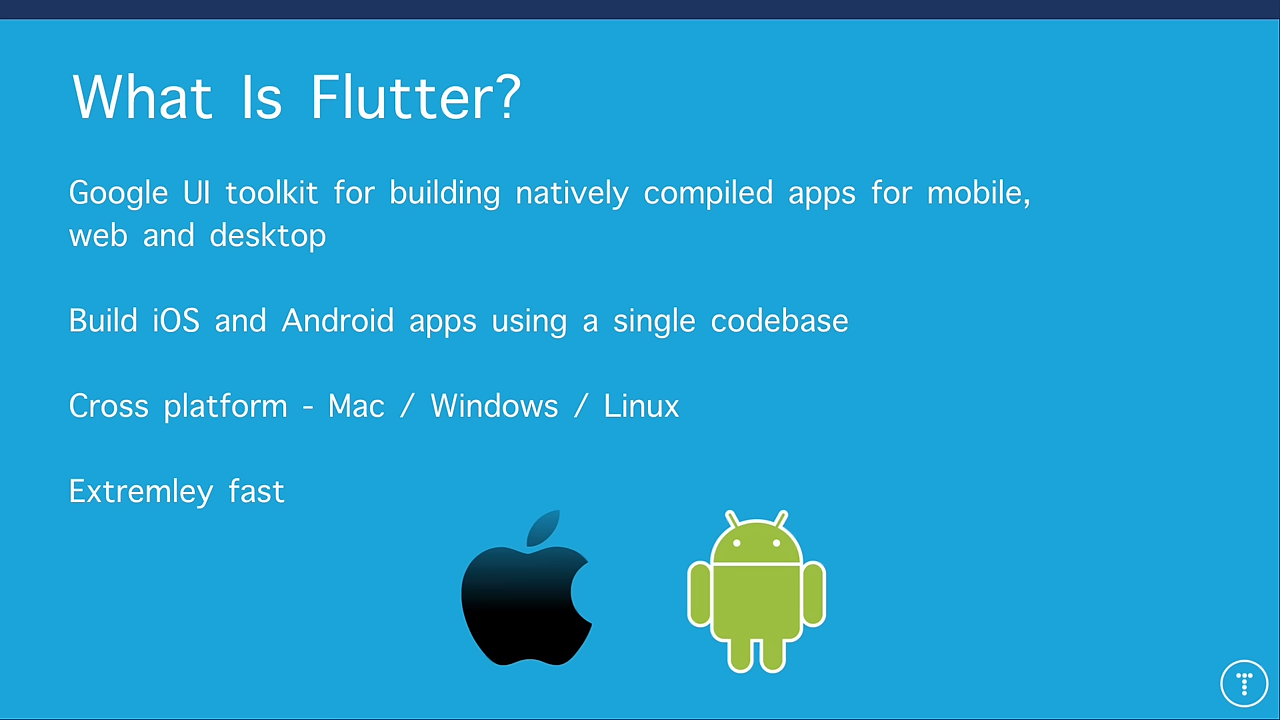 What Is Flutter?
Google UI toolkit for building natively compiled apps for mobile,
web and desktop
Build iOS and Android apps using a single codebase
Cross platform - Mac / Windows / Linux
Extremley fast
T